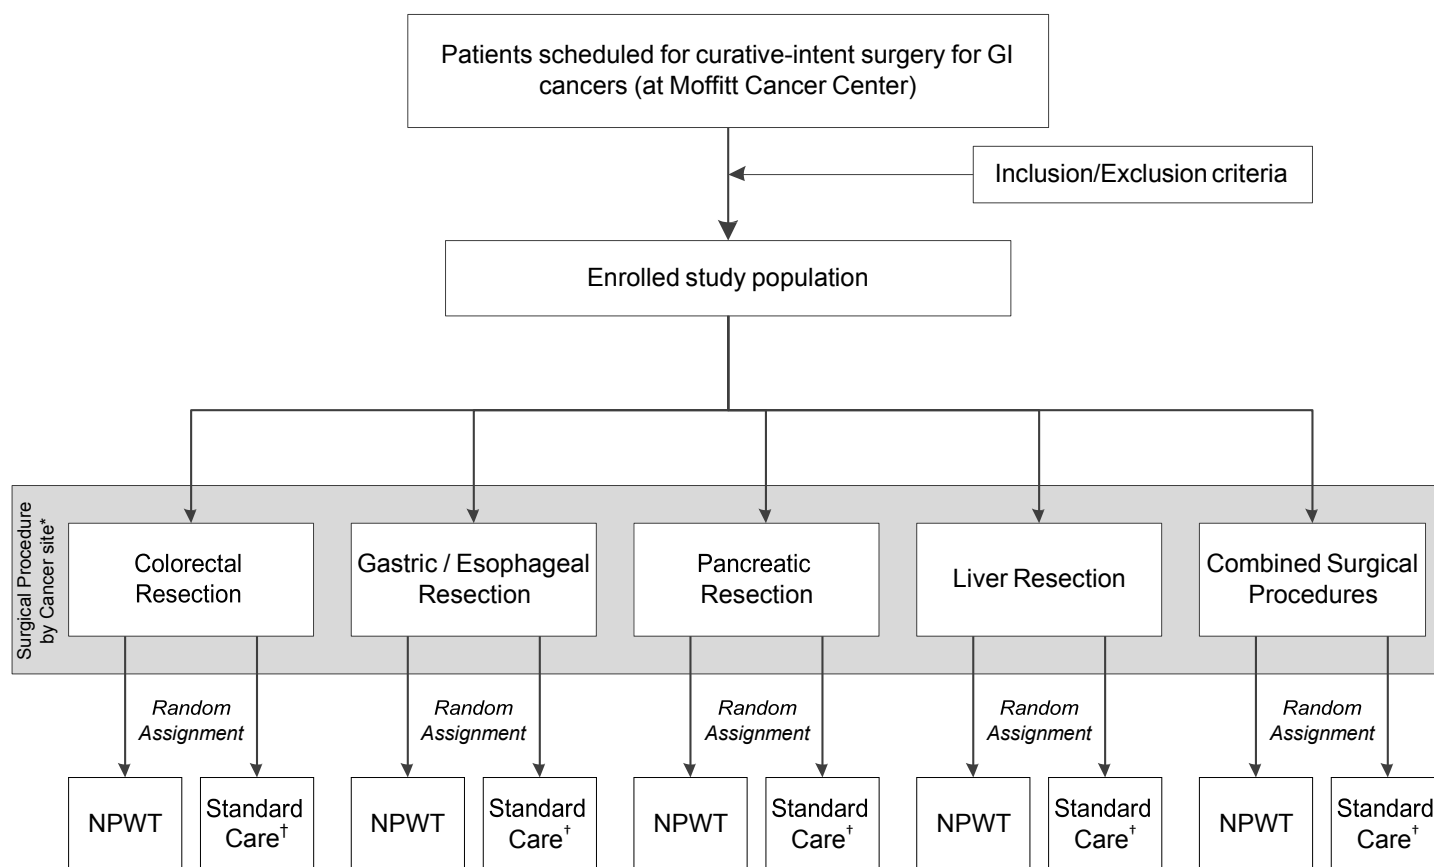 Patients scheduled for curative-intent surgery for GI
cancers (at Moffitt Cancer Center)
Inclusion/Exclusion criteria
Enrolled study population
Surgical Procedure
by Cancer site*
Colorectal
Resection
Gastric / Esophageal
Resection
Pancreatic
Resection
Liver Resection
Combined Surgical
Procedures
Random
Assignment
Random
Assignment
Random
Assignment
Random
Assignment
Random
Assignment
NPWT
Standard
Care†
NPWT
Standard
Care†
NPWT
Standard
Care†
NPWT
Standard
Care†
NPWT
Standard
Care†